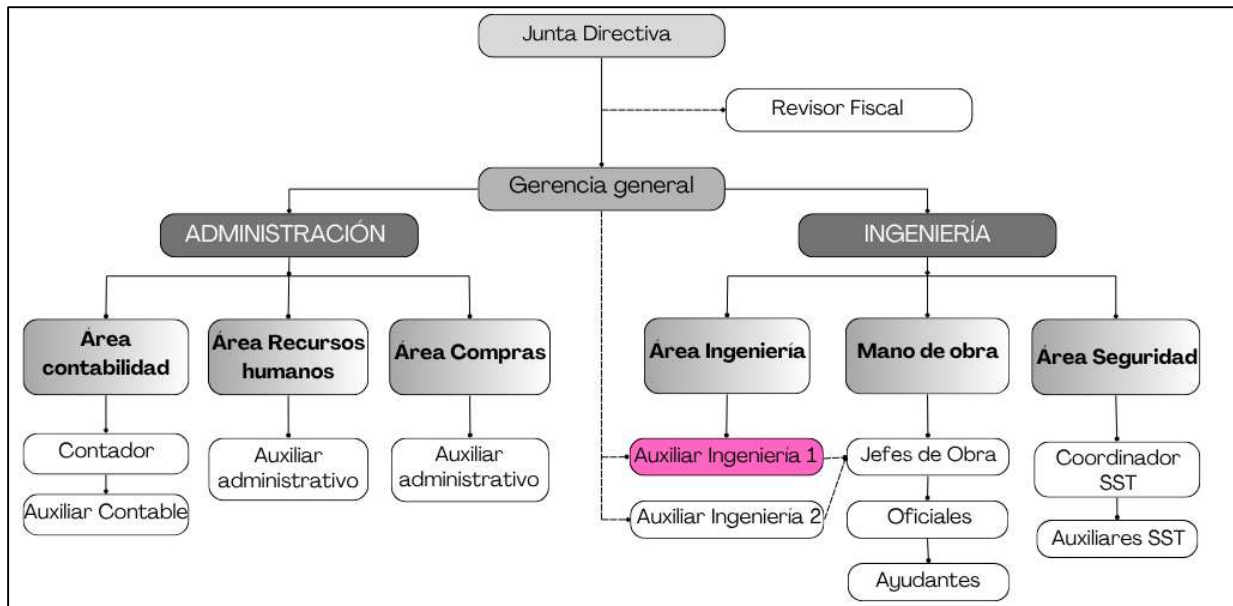 Junta Directiva
Revisor Fiscal
Gerencia general
ADMINISTRACIÓN
INGENIERÍA
Área
contabilidad
Área Recursos
humanos
Área Compras
Área Ingeniería
Mano de obra
Área Seguridad
Contador
Auxiliar Contable
Auxiliar
administrativo
Auxiliar
administrativo
Auxiliar Ingeniería 1
Auxiliar Ingeniería 2
Jefes de Obra
Oficiales
Ayudantes
Coordinador
SST
Auxiliares SST